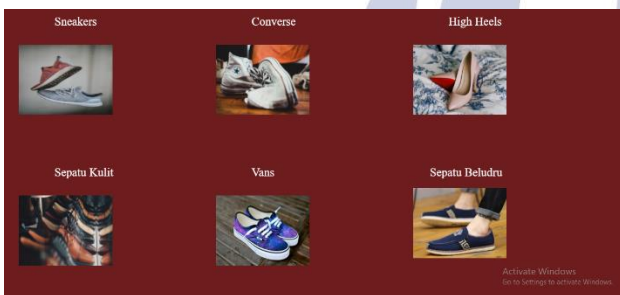 Sneakers
Converse
High Heels
Sepatu Kulit
Vans
Sepatu Beludru
Activate Windows
Go to Settings to activate Windows.